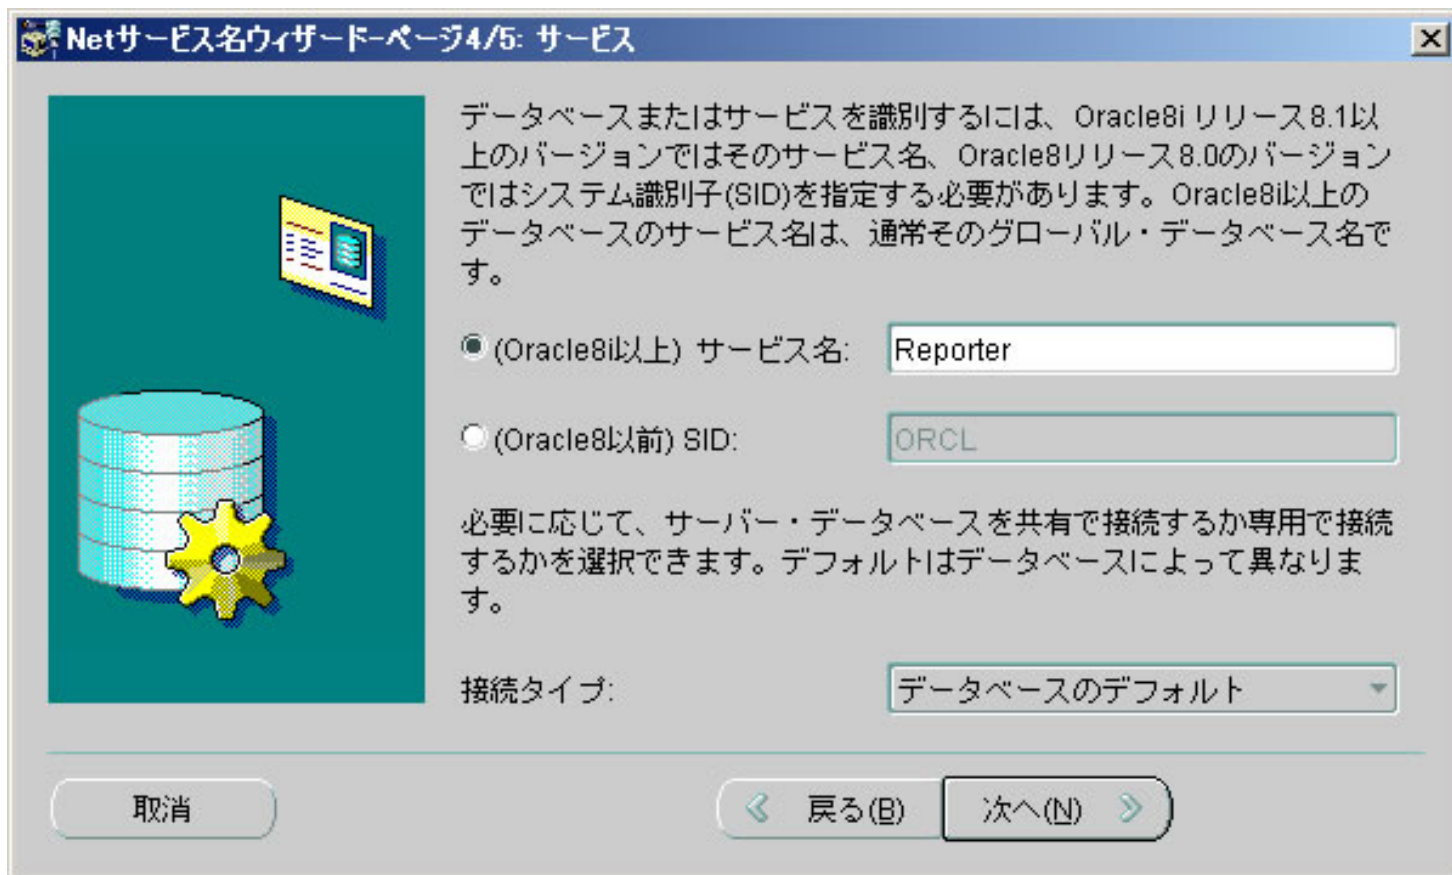 Netサービス名ウィザード-ページ4/5: サービス
データベースまたはサービスを識別するには、Oracle8i リリース8.1以
上のバージョンではそのサービス名、Oracle8リリース8.0のバージョン
ではシステム識別子(SID)を指定する必要があります。Oracle8i以上の
データベースのサービス名は、通常そのグローバル・データベース名で
す。
(Oracle8i以上) サービス名: Reporter
(Oracle8以前) SID: ORCL
必要に応じて、サーバー・データベースを共有で接続するか専用で接続
するかを選択できます。デフォルトはデータベースによって異なりま
す。
接続タイプ: データベースのデフォルト
取消 戻る(B) 次へ(N)